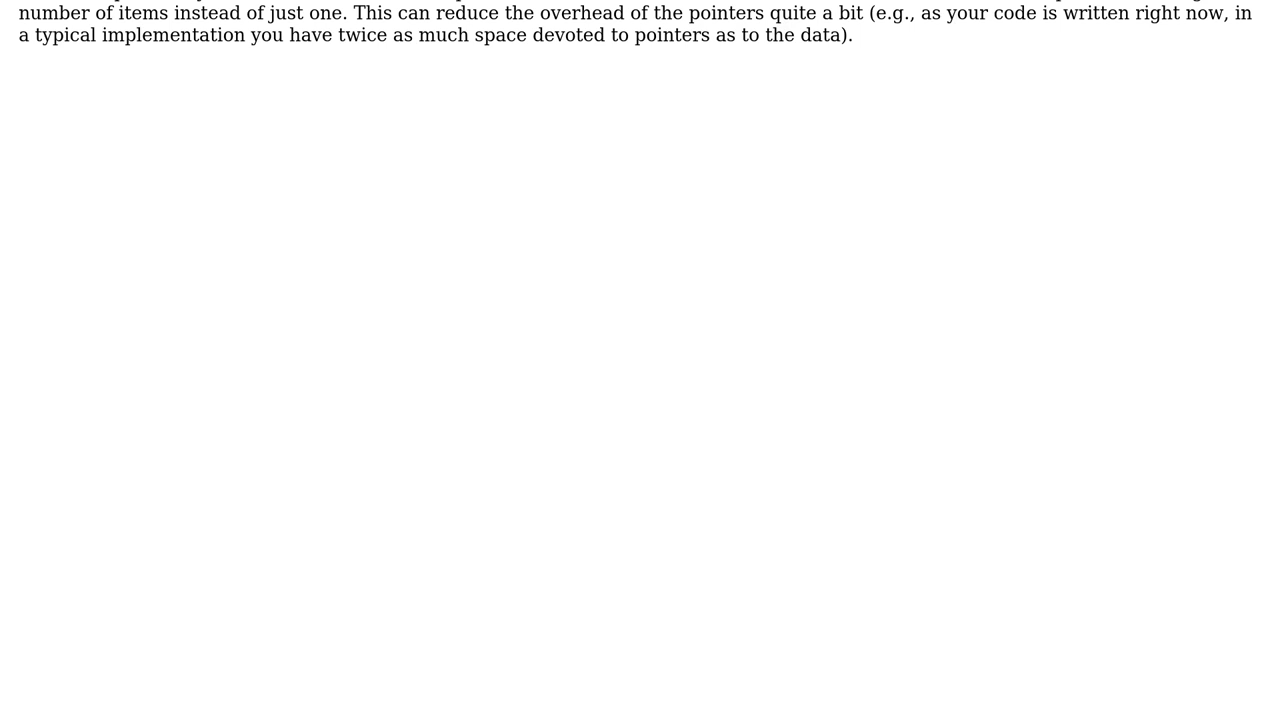 number of items instead of just one. This can reduce the overhead of the pointers quite a bit (e.g., as your code is written right now, in
a typical implementation you have twice as much space devoted to pointers as to the data).